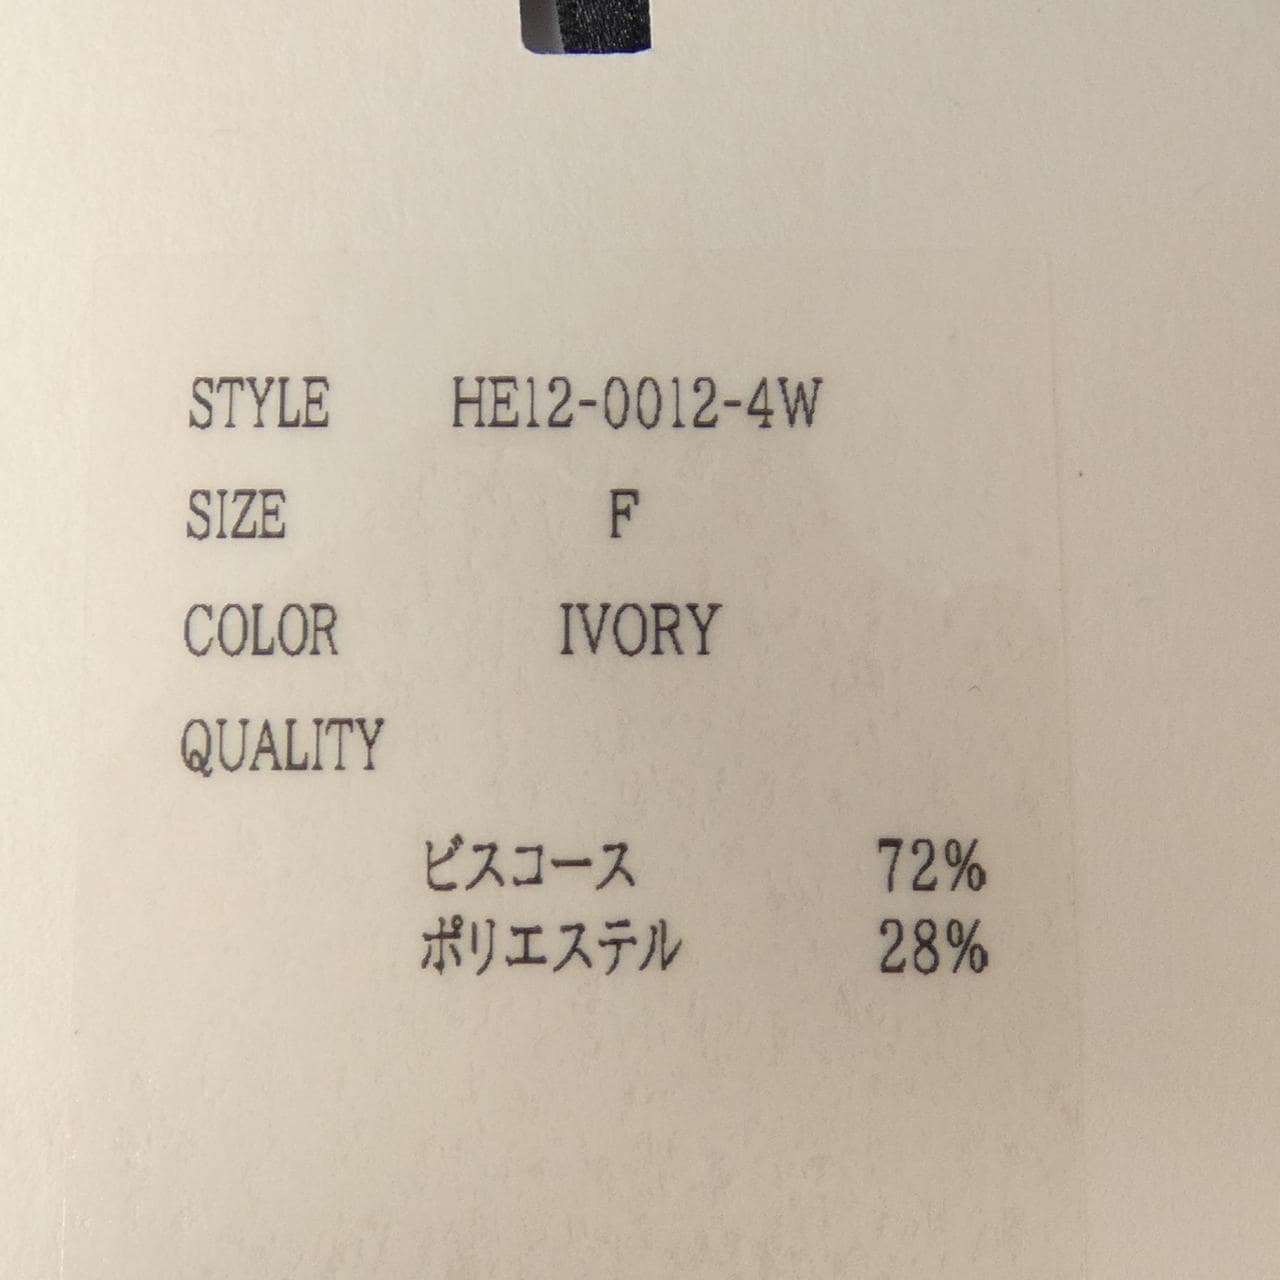 STYLE HE12-0012-4W
SIZE F
COLOR IVORY
QUALITY
ビスコース 72%
ポリエステル 28%